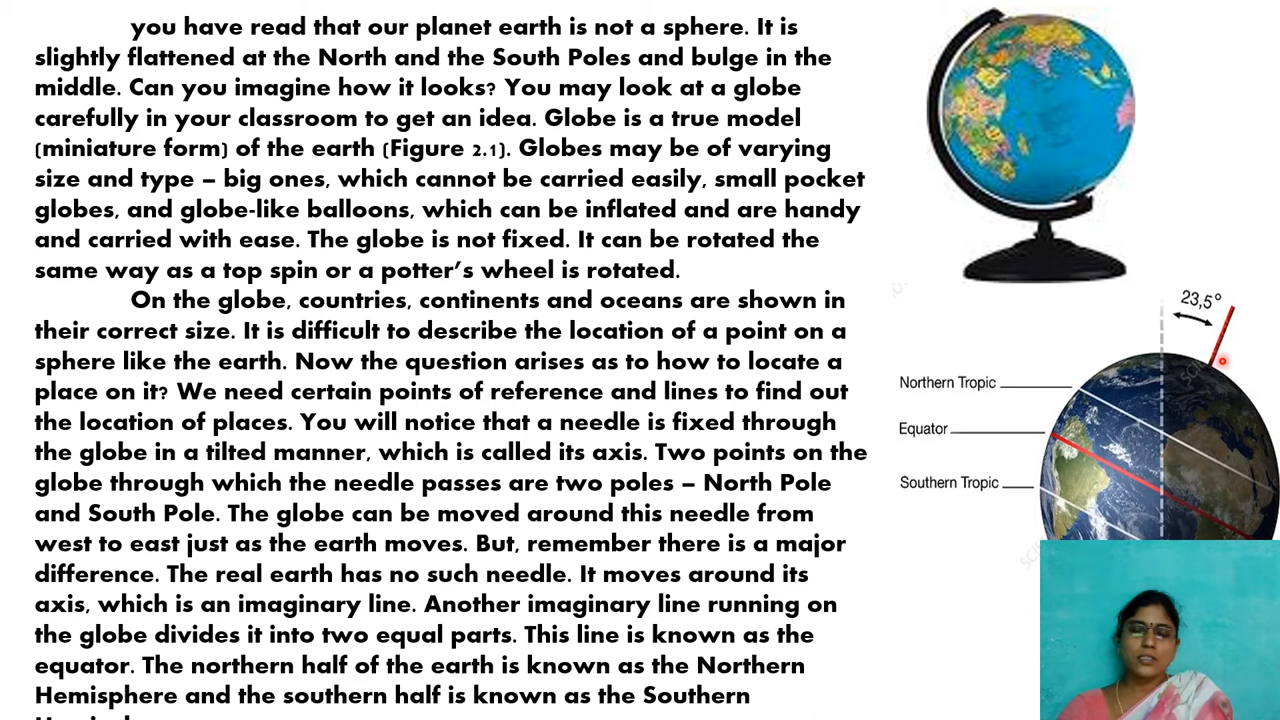 you have read that our planet earth is not a sphere. It is
slightly flattened at the North and the South Poles and bulge in the
middle. Can you imagine how it looks? You may look at a globe
carefully in your classroom to get an idea. Globe is a true model
(miniature form) of the earth (Figure 2.1). Globes may be of varying
size and type – big ones, which cannot be carried easily, small pocket
globes, and globe-like balloons, which can be inflated and are handy
and carried with ease. The globe is not fixed. It can be rotated the
same way as a top spin or a potter’s wheel is rotated.
On the globe, countries, continents and oceans are shown in
their correct size. It is difficult to describe the location of a point on a
sphere like the earth. Now the question arises as to how to locate a
place on it? We need certain points of reference and lines to find out
the location of places. You will notice that a needle is fixed through
the globe in a tilted manner, which is called its axis. Two points on the
globe through which the needle passes are two poles – North Pole
and South Pole. The globe can be moved around this needle from
west to east just as the earth moves. But, remember there is a major
difference. The real earth has no such needle. It moves around its
axis, which is an imaginary line. Another imaginary line running on
the globe divides it into two equal parts. This line is known as the
equator. The northern half of the earth is known as the Northern
Hemisphere and the southern half is known as the Southern
23,5°
Northern Tropic
Equator
Southern Tropic